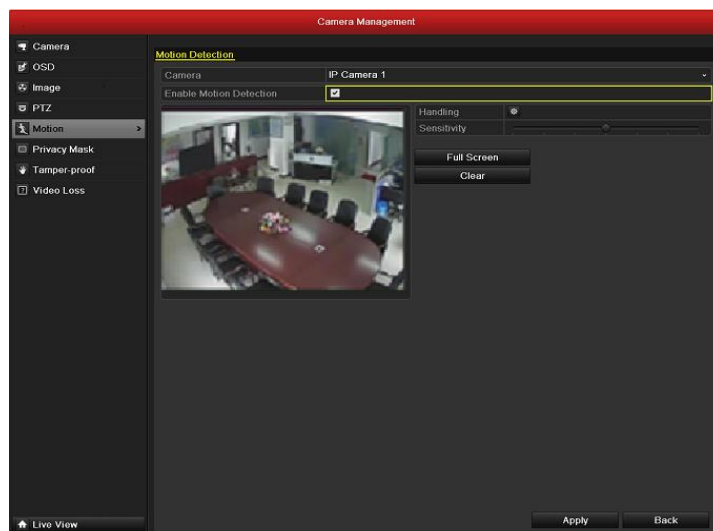 Camera Management
Camera
OSD
Image
PTZ
Motion
Privacy Mask
Tamper-proof
Video Loss
Live View
Motion Detection
Camera IP Camera 1
Enable Motion Detection
Handling
Sensitivity
Full Screen
Clear
Apply Back